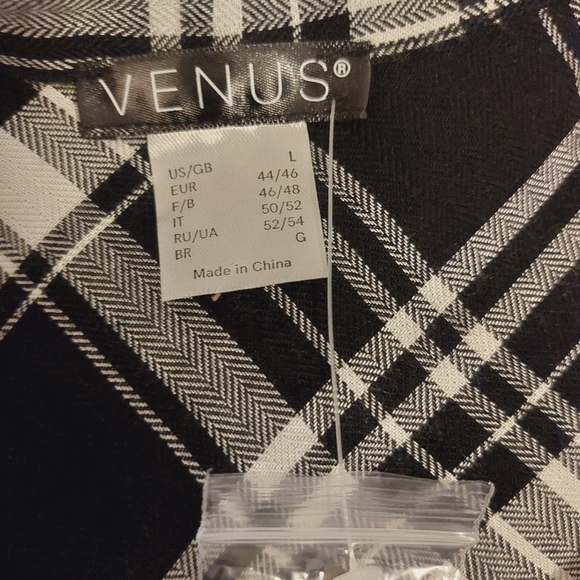 VENUS®
US/GB L
EUR 44/46
F/B 46/48
IT 50/52
RU/UA 52/54
BR G
Made in China